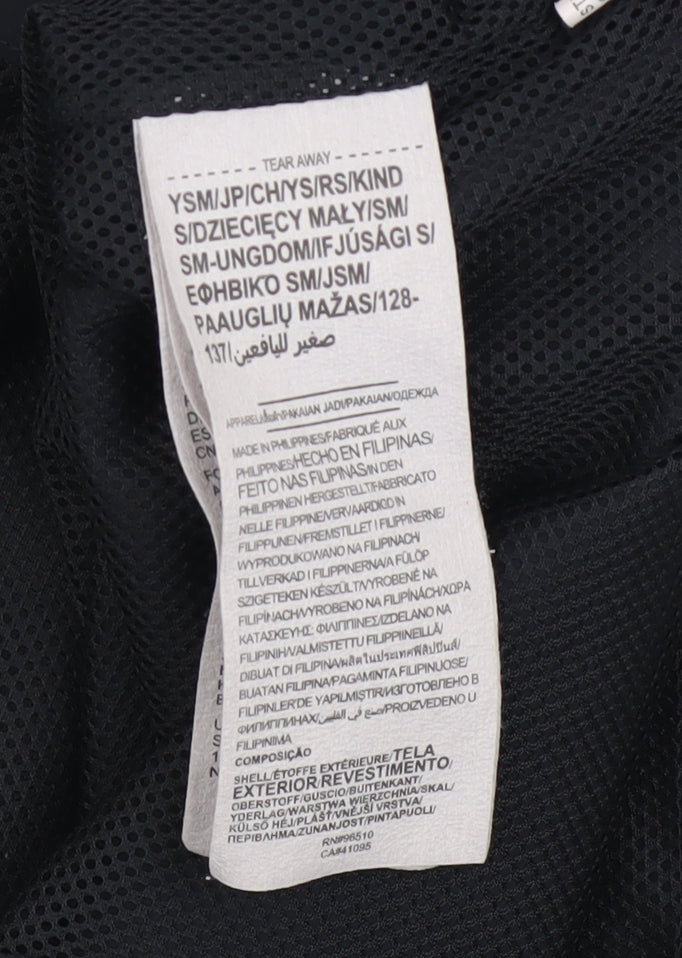 - - - - - - - - TEAR AWAY - - - - - - - -
YSM/JP/CH/YS/RS/KIND
S/DZIECIĘCY MAŁY/SM/
SM-UNGDOM/IFJÚSÁGI S/
ΕΦΗΒΙΚΌ SM/JSM/
PAAUGLIŲ MAŽAS/128-
137/صغير لليافعين
/PAKAIAN JADI/PAKAIAN/ОДЕЖДА
MADE IN PHILIPPINES/FABRIQUÉ AUX
PHILIPPINES/HECHO EN FILIPINAS/
FEITO NAS FILIPINAS/IN DEN
PHILIPPINEN HERGESTELLT/FABBRICATO
NELLE FILIPPINE/VERVAARDIGD IN
FILIPPIJNEN/FREMSTILLET I FILIPPINERNE/
WYPRODUKOWANO NA FILIPINACH/
TILLVERKAD I FILIPPINERNA/A FÜLÖP
SZIGETEKEN KÉSZÜLT/VYROBENÉ NA
FILIPÍNACH/VYROBENO NA FILIPÍNÁCH/ΧΩΡΑ
ΚΑΤΑΣΚΕΥΗΣ: ΦΙΛΙΠΠΙΝΕΣ/IZDELANO NA
FILIPINIH/VALMISTETTU FILIPPIINEILLÄ/
DIBUAT DI FILIPINA/ผลิตในประเทศฟิลิปปินส์/
BUATAN FILIPINA/PAGAMINTA FILIPINUOSE/
FILIPINLER'DE YAPILMIŞTIR/ИЗГОТОВЛЕНО В
ФИЛИППИНАХ/صنع في الفلبين/PROIZVEDENO U
FILIPINIMA
COMPOSIÇÃO
SHELL/ÉTOFFE EXTÉRIEURE/TELA
EXTERIOR/REVESTIMENTO/
OBERSTOFF/GUSCIO/BUITENKANT/
YDERLAG/WARSTWA WIERZCHNIA/SKAL/
KÜLSŐ HÉJ/PLÁŠŤ/VNĚJŠÍ VRSTVA/
ΠΕΡΙΒΛΗΜΑ/ZUNANJOST/PINTAPUOLI/
RN#96510
CA#41095